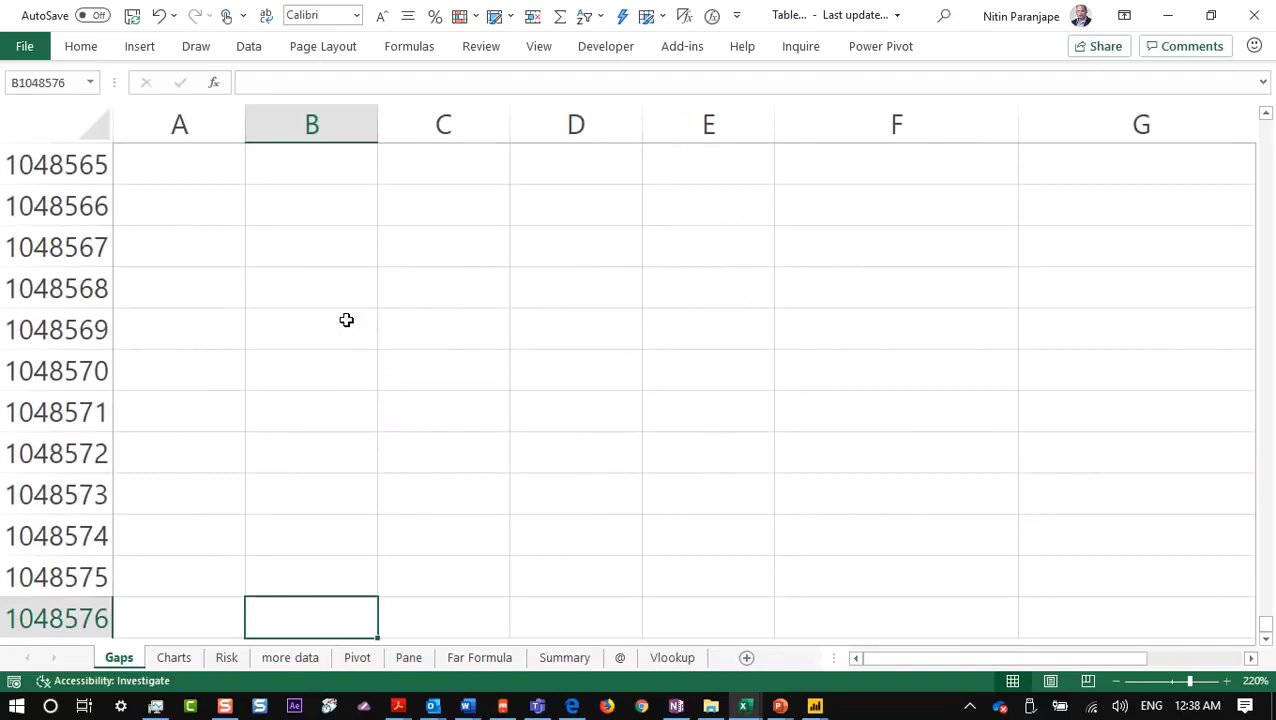 AutoSave Off Calibri Table... - Last update... Nitin Paranjape
File Home Insert Draw Data Page Layout Formulas Review View Developer Add-ins Help Inquire Power Pivot Share Comments
B1048576 fx
A B C D E F G
1048565
1048566
1048567
1048568
1048569
1048570
1048571
1048572
1048573
1048574
1048575
1048576
Gaps Charts Risk more data Pivot Pane Far Formula Summary @ Vlookup
Accessibility: Investigate 220%
12:38 AM